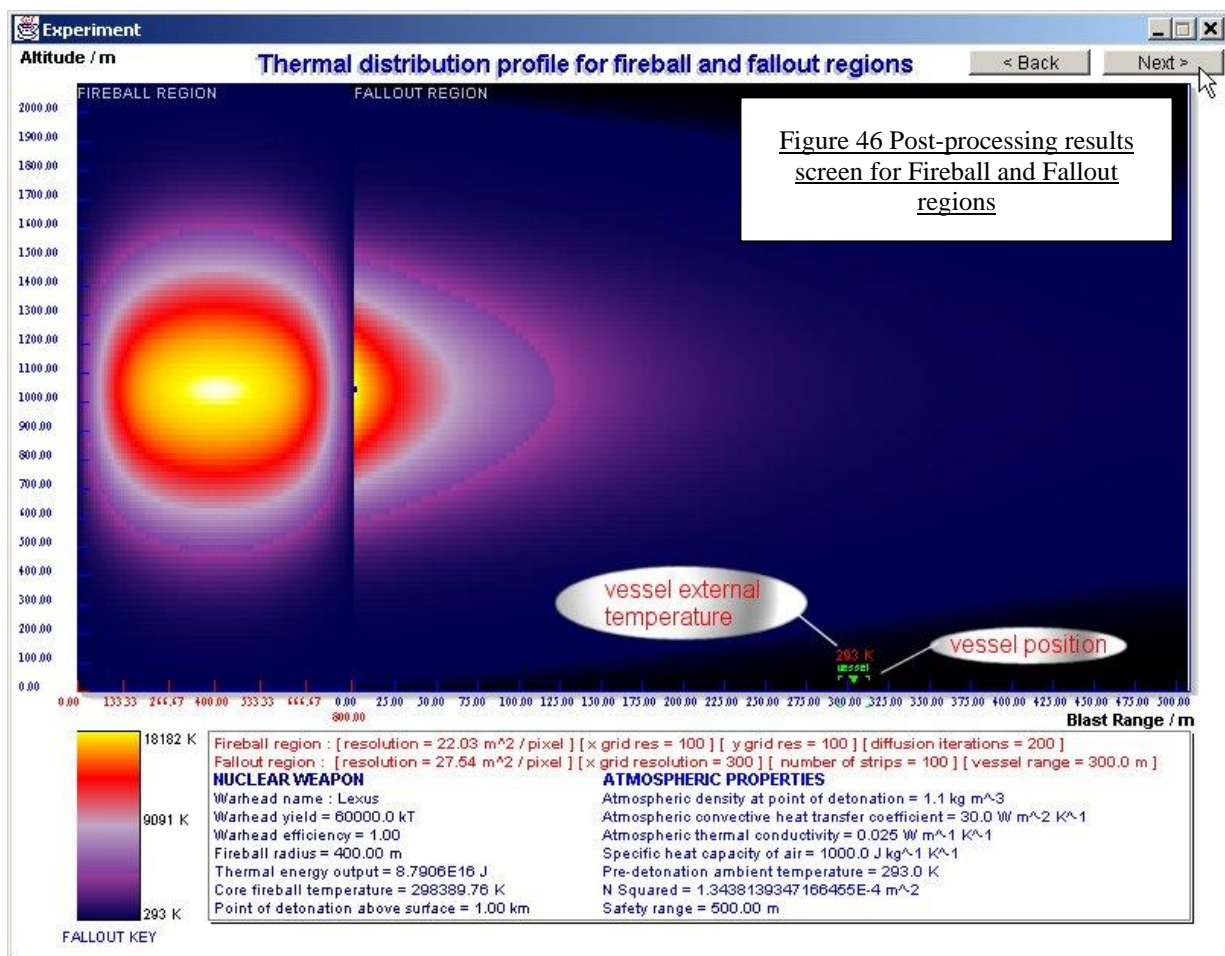 Experiment
Altitude / m
Thermal distribution profile for fireball and fallout regions
< Back
Next >
FIREBALL REGION
FALLOUT REGION
Figure 46 Post-processing results
screen for Fireball and Fallout
regions
2000.00
1900.00
1800.00
1700.00
1600.00
1500.00
1400.00
1300.00
1200.00
1100.00
1000.00
900.00
800.00
700.00
600.00
500.00
400.00
300.00
200.00
100.00
0.00
vessel external
temperature
vessel position
293 K
vessel
0.00 133.33 266.67 400.00 533.33 666.67 0.00 25.00 50.00 75.00 100.00 125.00 150.00 175.00 200.00 225.00 250.00 275.00 300.00 325.00 350.00 375.00 400.00 425.00 450.00 475.00 500.00
800.00
Blast Range / m
18182 K
9091 K
293 K
FALLOUT KEY
Fireball region : [ resolution = 22.03 m^2 / pixel ] [ x grid res = 100 ] [ y grid res = 100 ] [ diffusion iterations = 200 ]
Fallout region : [ resolution = 27.54 m^2 / pixel ] [ x grid resolution = 300 ] [ number of strips = 100 ] [ vessel range = 300.0 m ]
NUCLEAR WEAPON
Warhead name : Lexus
Warhead yield = 60000.0 kT
Warhead efficiency = 1.00
Fireball radius = 400.00 m
Thermal energy output = 8.7906E16 J
Core fireball temperature = 298389.76 K
Point of detonation above surface = 1.00 km
ATMOSPHERIC PROPERTIES
Atmospheric density at point of detonation = 1.1 kg m^-3
Atmospheric convective heat transfer coefficient = 30.0 W m^-2 K^-1
Atmospheric thermal conductivity = 0.025 W m^-1 K^-1
Specific heat capacity of air = 1000.0 J kg^-1 K^-1
Pre-detonation ambient temperature = 293.0 K
N Squared = 1.3438139347166455E-4 m^-2
Safety range = 500.00 m